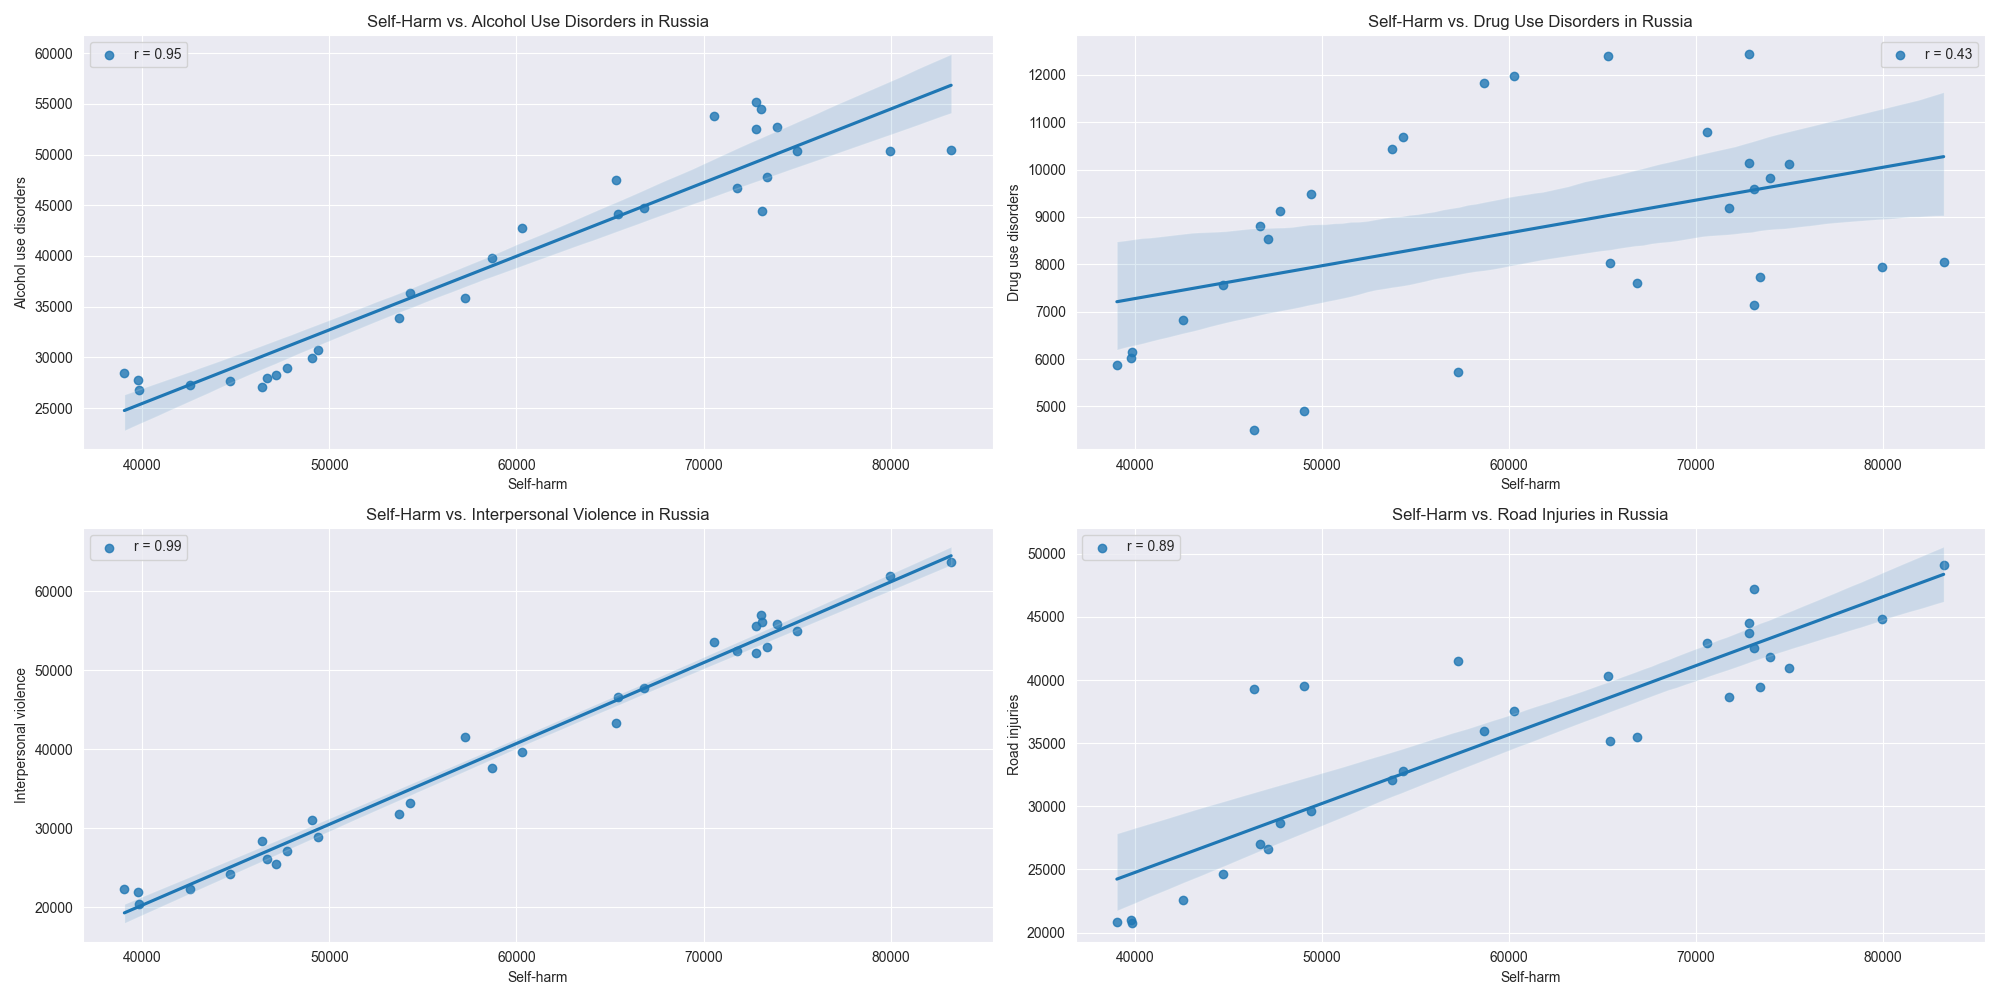 Self-Harm vs. Alcohol Use Disorders in Russia
r = 0.95
60000
55000
50000
45000
40000
35000
30000
25000
Alcohol use disorders
40000 50000 60000 70000 80000
Self-harm
Self-Harm vs. Drug Use Disorders in Russia
r = 0.43
12000
11000
10000
9000
8000
7000
6000
5000
Drug use disorders
40000 50000 60000 70000 80000
Self-harm
Self-Harm vs. Interpersonal Violence in Russia
r = 0.99
60000
50000
40000
30000
20000
Interpersonal violence
40000 50000 60000 70000 80000
Self-harm
Self-Harm vs. Road Injuries in Russia
r = 0.89
50000
45000
40000
35000
30000
25000
20000
Road injuries
40000 50000 60000 70000 80000
Self-harm